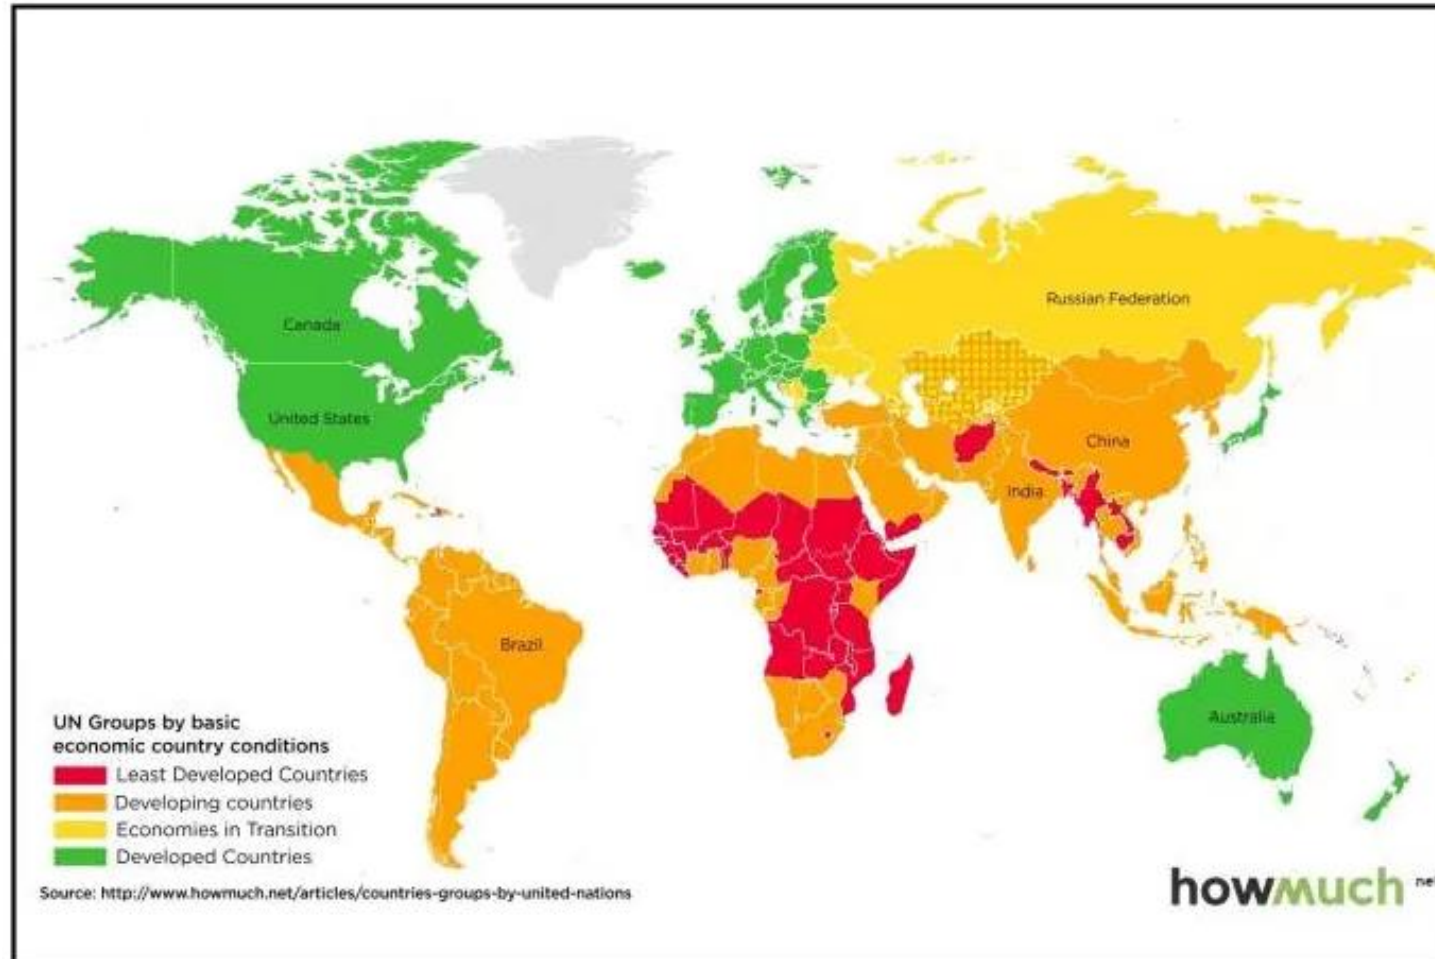 Canada
Russian Federation
United States
China
India
Brazil
Australia
UN Groups by basic
economic country conditions
Least Developed Countries
Developing countries
Economies in Transition
Developed Countries
Source: http://www.howmuch.net/articles/countries-groups-by-united-nations
howmuch net